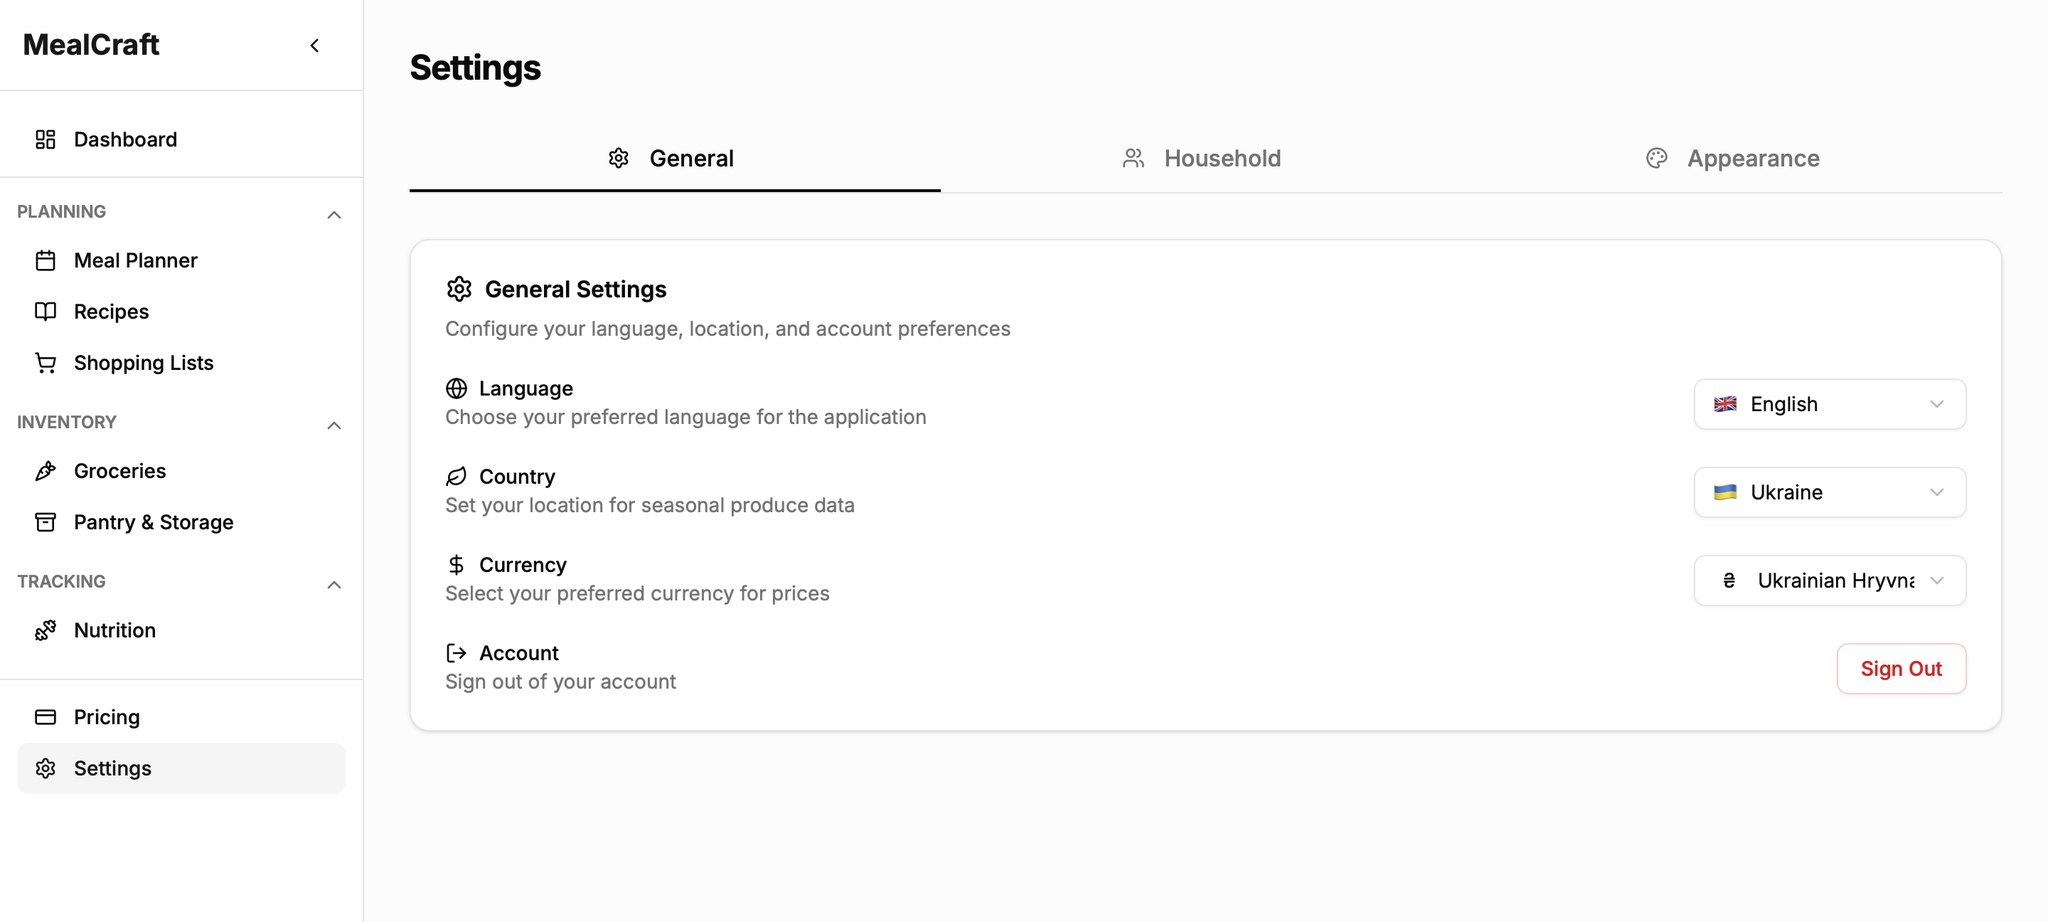 MealCraft
Dashboard
PLANNING
Meal Planner
Recipes
Shopping Lists
INVENTORY
Groceries
Pantry & Storage
TRACKING
Nutrition
Pricing
Settings
Settings
General
Household
Appearance
General Settings
Configure your language, location, and account preferences
Language
Choose your preferred language for the application
English
Country
Set your location for seasonal produce data
Ukraine
Currency
Select your preferred currency for prices
₴ Ukrainian Hryvna
Account
Sign out of your account
Sign Out